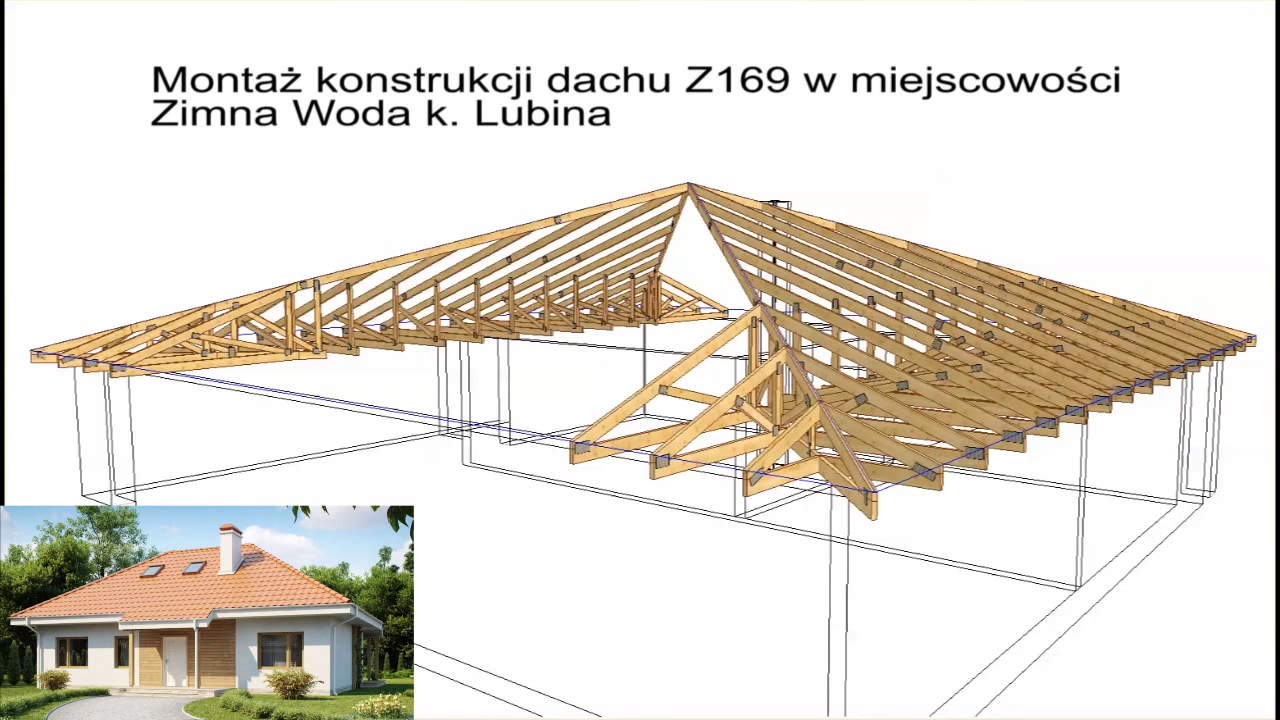 Montaż konstrukcji dachu Z169 w miejscowości
Zimna Woda k. Lubina